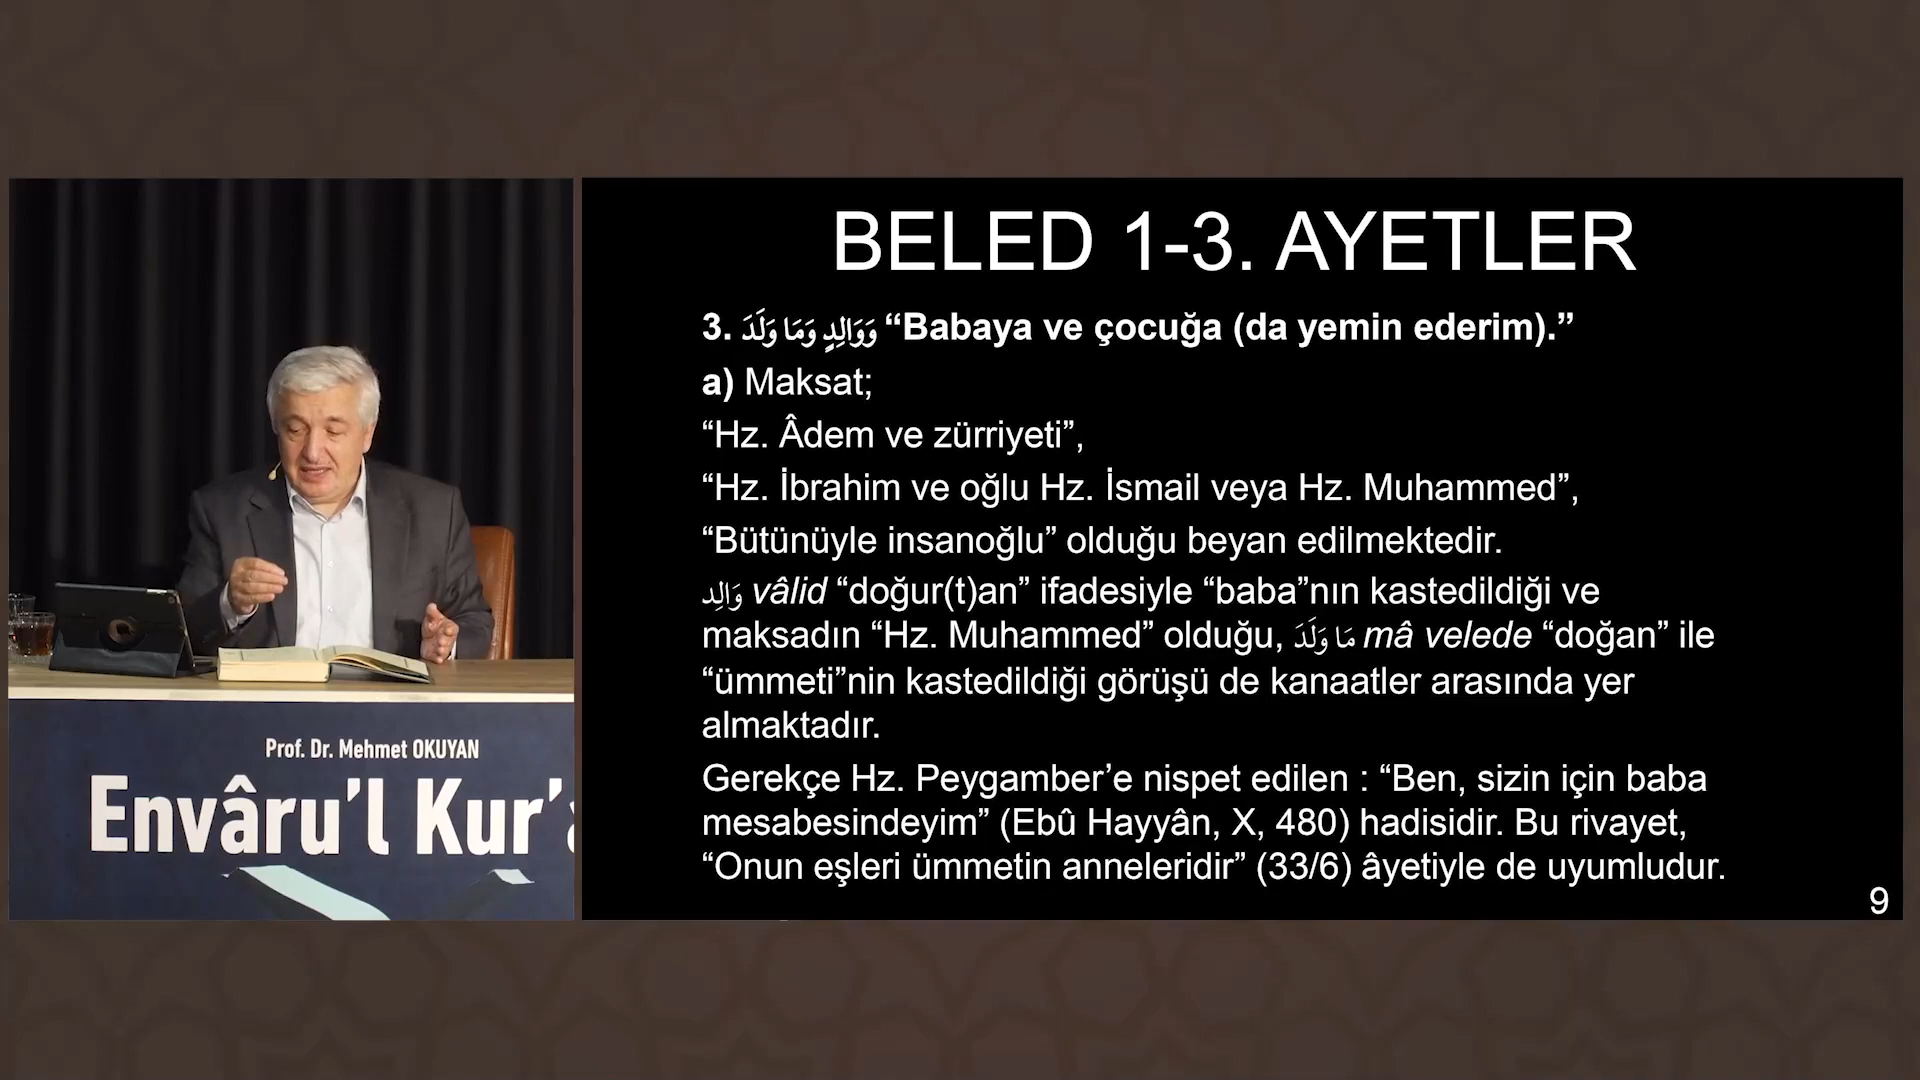 BELED 1-3. AYETLER
3. وَوَالِدٍ وَمَا وَلَدَ “Babaya ve çocuğa (da yemin ederim).”
a) Maksat;
“Hz. Âdem ve zürriyeti”,
“Hz. İbrahim ve oğlu Hz. İsmail veya Hz. Muhammed”,
“Bütünüyle insanoğlu” olduğu beyan edilmektedir.
وَالِد vâlid “doğur(t)an” ifadesiyle “baba”nın kastedildiği ve
maksadın “Hz. Muhammed” olduğu, مَا وَلَدَ mâ velede “doğan” ile
“ümmeti”nin kastedildiği görüşü de kanaatler arasında yer
almaktadır.
Gerekçe Hz. Peygamber’e nispet edilen : “Ben, sizin için baba
mesabesindeyim” (Ebû Hayyân, X, 480) hadisidir. Bu rivayet,
“Onun eşleri ümmetin anneleridir” (33/6) âyetiyle de uyumludur.
9
Prof. Dr. Mehmet OKUYAN
Envâru’l Kur’